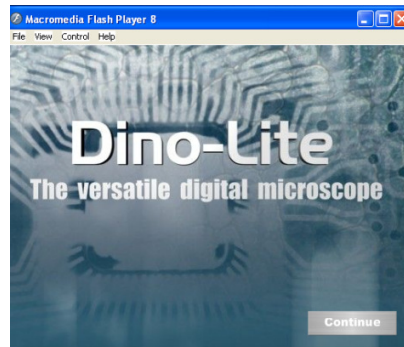 Macromedia Flash Player 8
File View Control Help
Dino-Lite
The versatile digital microscope
Continue